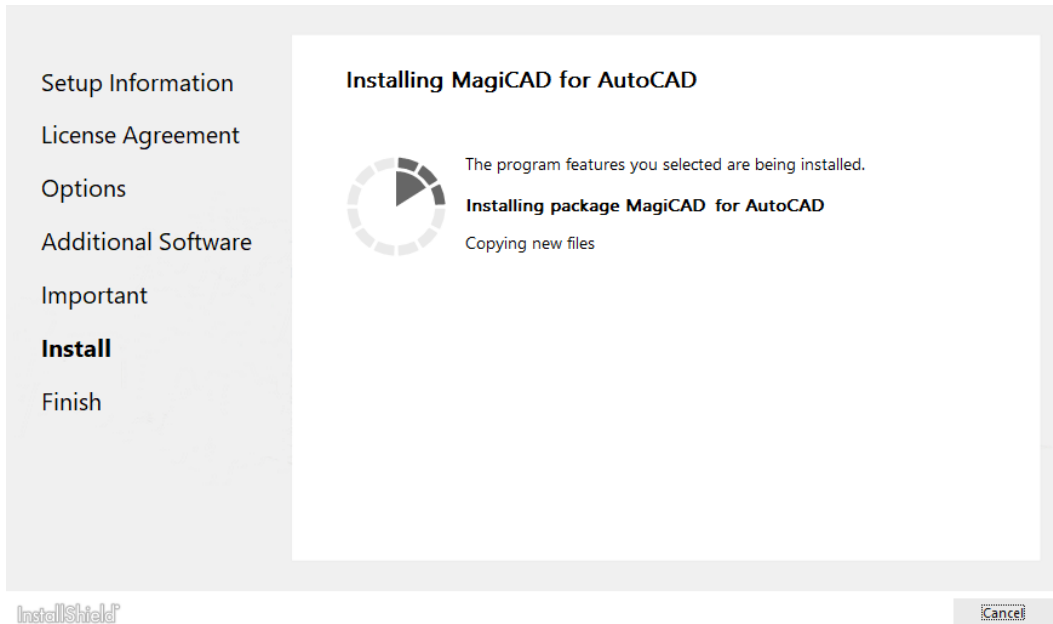 Setup Information
License Agreement
Options
Additional Software
Important
Install
Finish
Installing MagiCAD for AutoCAD
The program features you selected are being installed.
Installing package MagiCAD for AutoCAD
Copying new files
InstallShield
Cancel